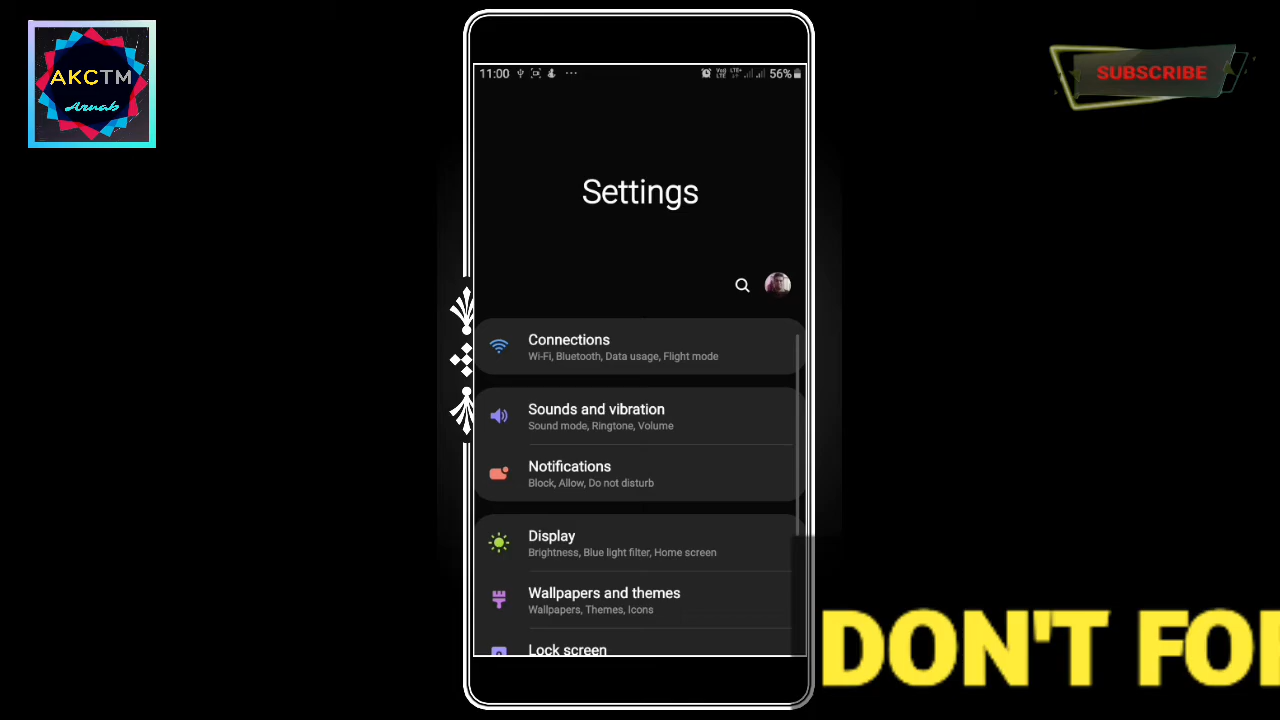 AKCTM
Arnab
SUBSCRIBE
11:00
56%
Settings
Connections
Wi-Fi, Bluetooth, Data usage, Flight mode
Sounds and vibration
Sound mode, Ringtone, Volume
Notifications
Block, Allow, Do not disturb
Display
Brightness, Blue light filter, Home screen
Wallpapers and themes
Wallpapers, Themes, Icons
Lock screen
DON'T FO